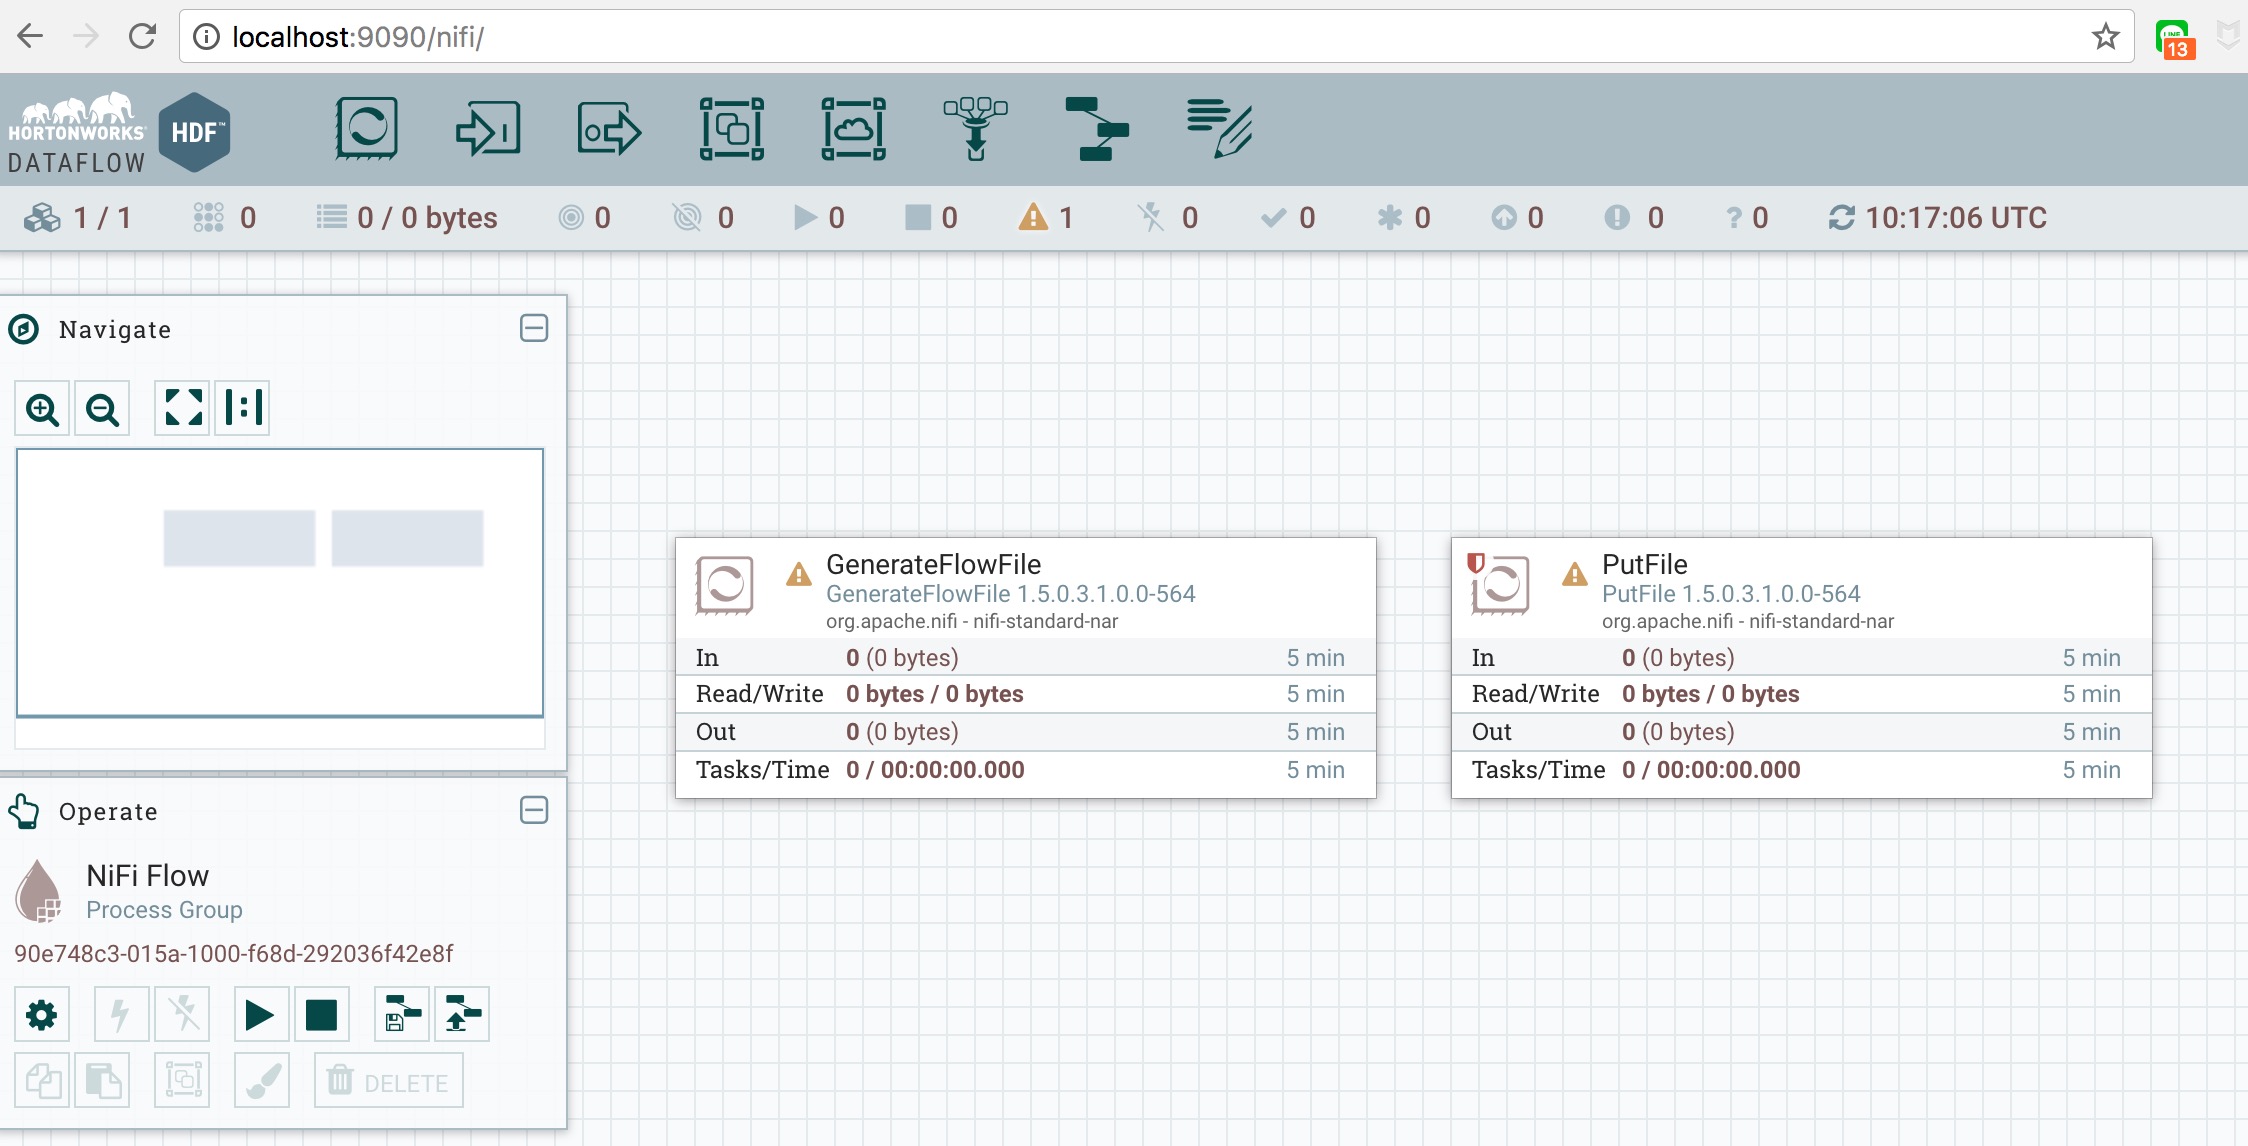 localhost:9090/nifi/
LINE
13
HORTONWORKS
DATAFLOW
HDF™
1 / 1 0 0 / 0 bytes 0 0 0 0 1 0 0 0 0 0 ? 0 10:17:06 UTC
Navigate
GenerateFlowFile
GenerateFlowFile 1.5.0.3.1.0.0-564
org.apache.nifi - nifi-standard-nar
In 0 (0 bytes) 5 min
Read/Write 0 bytes / 0 bytes 5 min
Out 0 (0 bytes) 5 min
Tasks/Time 0 / 00:00:00.000 5 min
PutFile
PutFile 1.5.0.3.1.0.0-564
org.apache.nifi - nifi-standard-nar
In 0 (0 bytes) 5 min
Read/Write 0 bytes / 0 bytes 5 min
Out 0 (0 bytes) 5 min
Tasks/Time 0 / 00:00:00.000 5 min
Operate
NiFi Flow
Process Group
90e748c3-015a-1000-f68d-292036f42e8f
DELETE